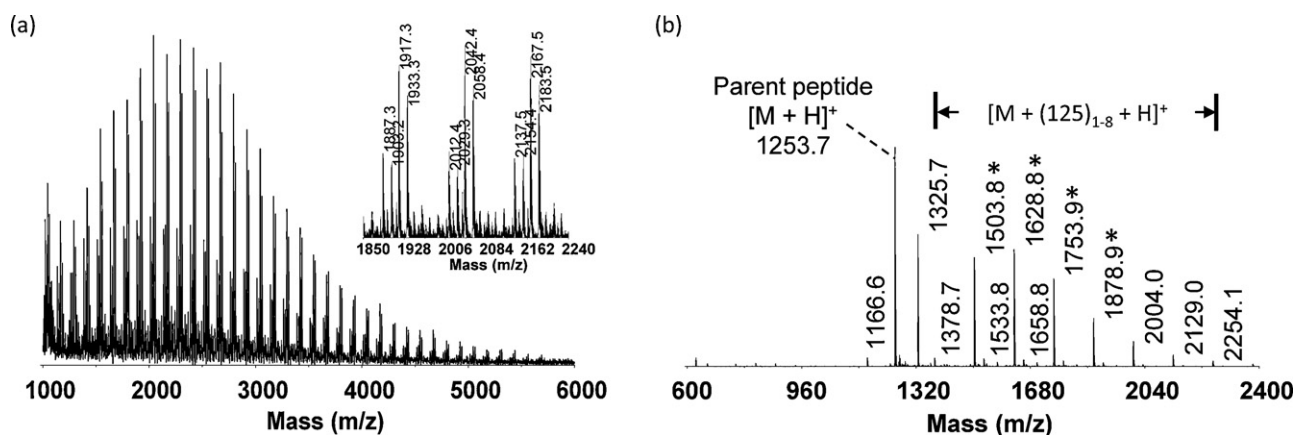 (a)
1887.3
1903.2
1917.3
1933.3
2012.4
2029.3
2042.4
2058.4
2137.5
2154.4
2167.5
2183.5
1850 1928 2006 2084 2162 2240
Mass (m/z)
1000 2000 3000 4000 5000 6000
Mass (m/z)
(b)
Parent peptide
[M + H]+
1253.7
[M + (125)1-8 + H]+
1166.6
1325.7
1378.7
1503.8*
1533.8
1628.8*
1658.8
1753.9*
1878.9*
2004.0
2129.0
2254.1
600 960 1320 1680 2040 2400
Mass (m/z)